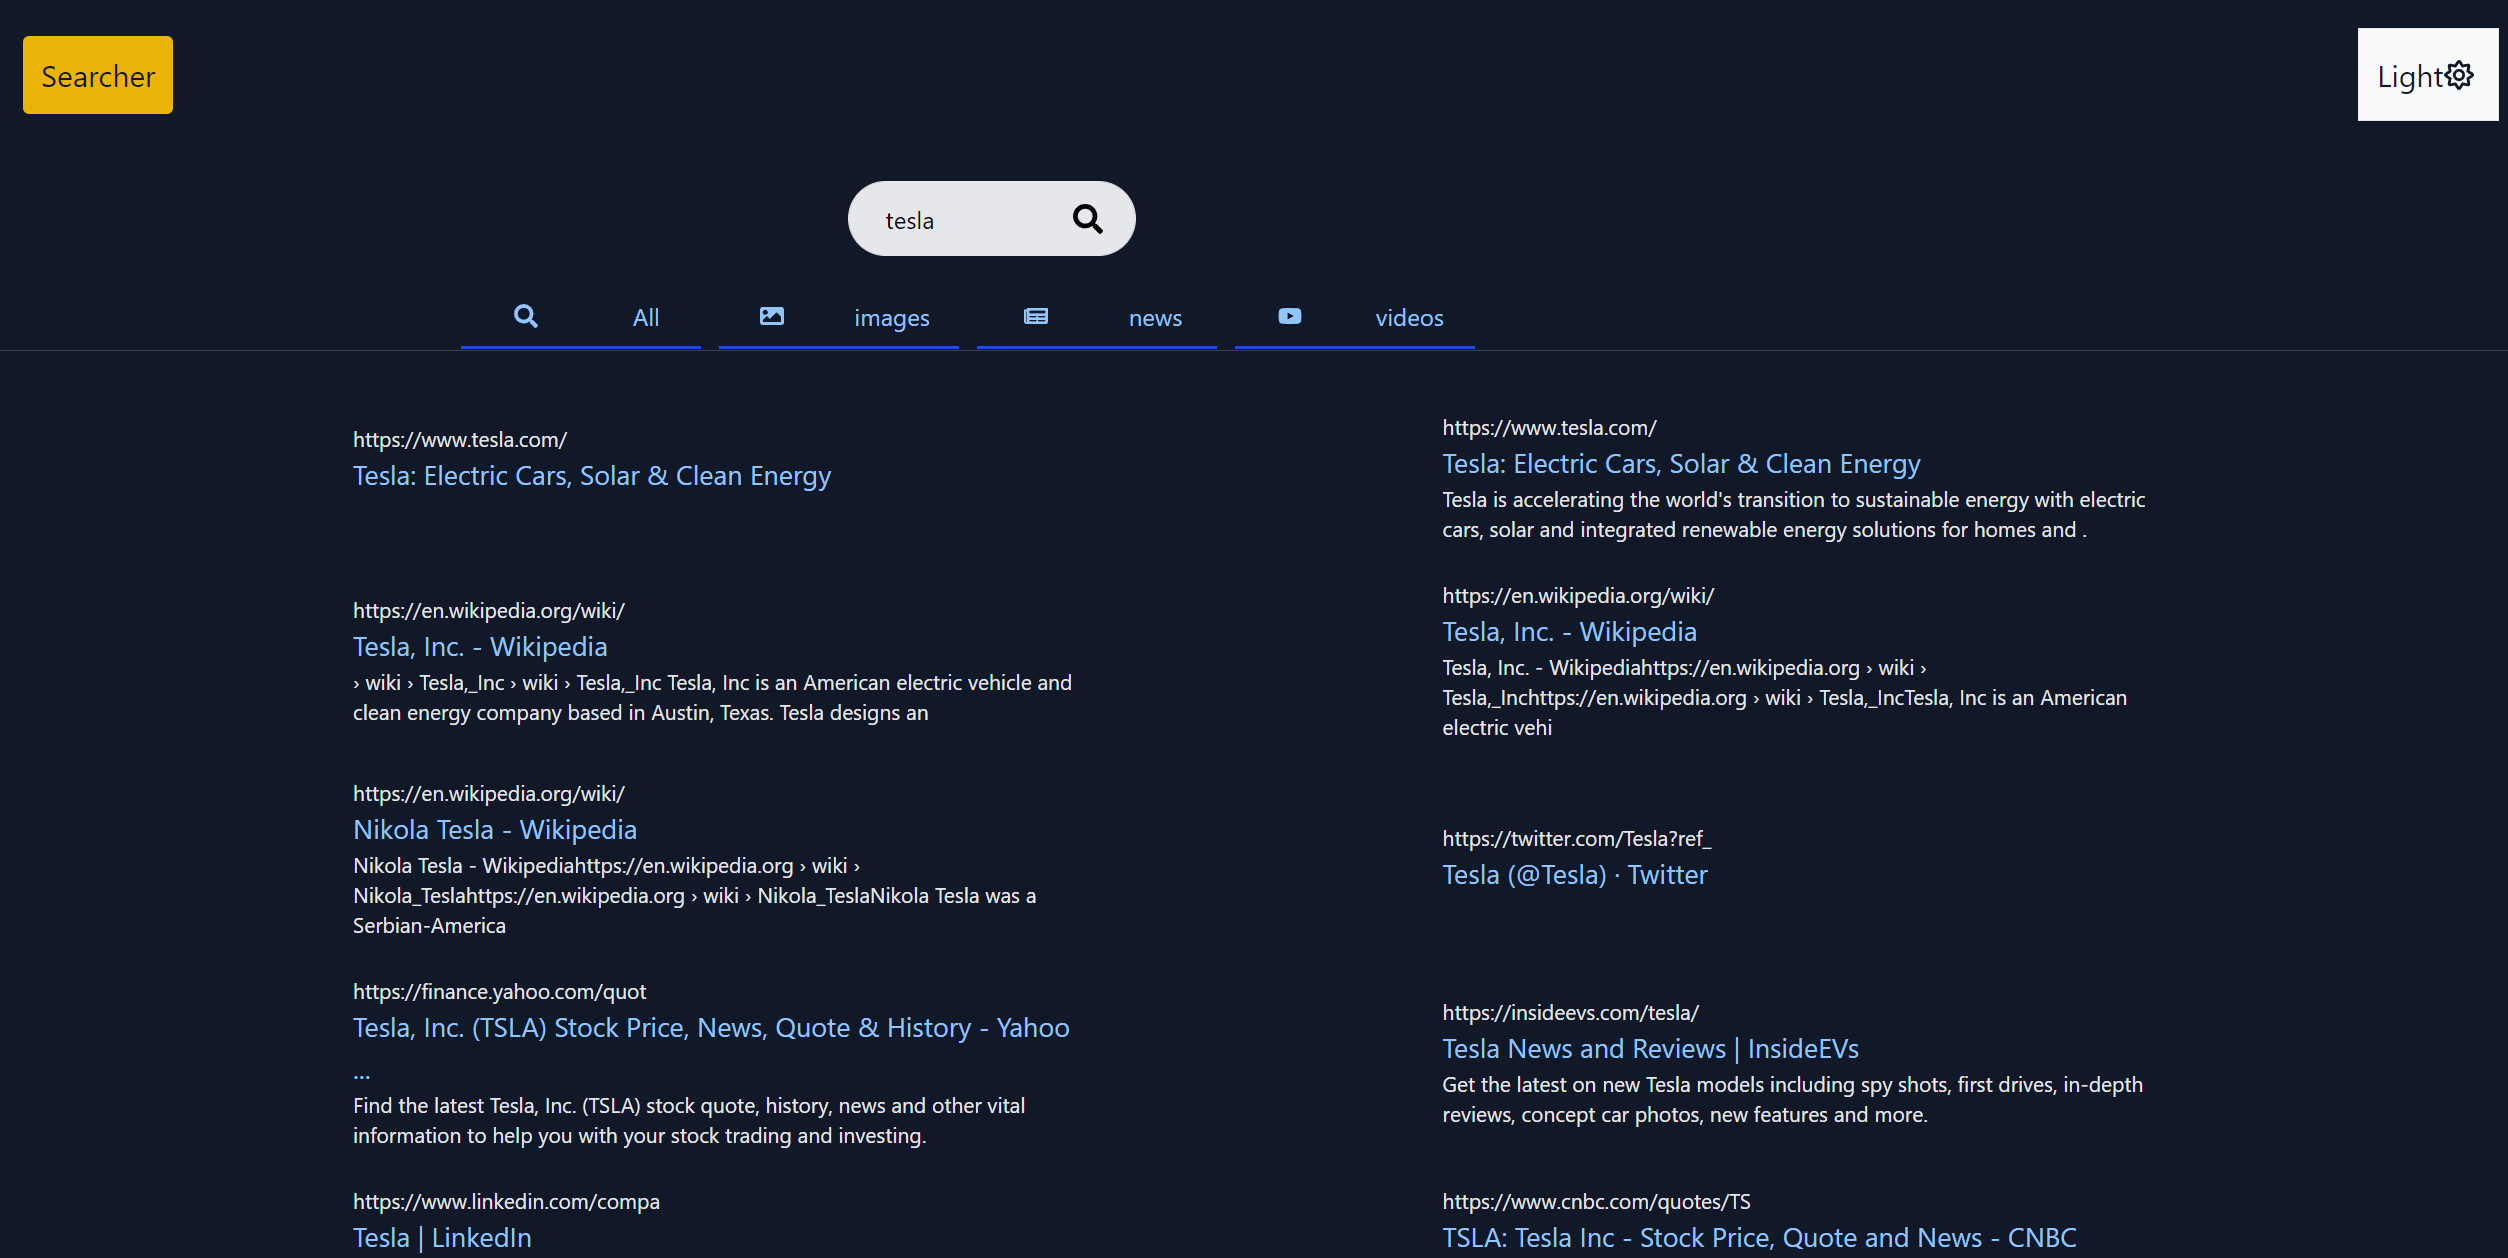 Searcher
Light
tesla
All
images
news
videos
https://www.tesla.com/
Tesla: Electric Cars, Solar & Clean Energy
https://www.tesla.com/
Tesla: Electric Cars, Solar & Clean Energy
Tesla is accelerating the world's transition to sustainable energy with electric
cars, solar and integrated renewable energy solutions for homes and .
https://en.wikipedia.org/wiki/
Tesla, Inc. - Wikipedia
› wiki › Tesla,_Inc › wiki › Tesla,_Inc Tesla, Inc is an American electric vehicle and
clean energy company based in Austin, Texas. Tesla designs an
https://en.wikipedia.org/wiki/
Tesla, Inc. - Wikipedia
Tesla, Inc. - Wikipediahttps://en.wikipedia.org › wiki ›
Tesla,_Inchttps://en.wikipedia.org › wiki › Tesla,_IncTesla, Inc is an American
electric vehi
https://en.wikipedia.org/wiki/
Nikola Tesla - Wikipedia
Nikola Tesla - Wikipediahttps://en.wikipedia.org › wiki ›
Nikola_Teslahttps://en.wikipedia.org › wiki › Nikola_TeslaNikola Tesla was a
Serbian-America
https://twitter.com/Tesla?ref_
Tesla (@Tesla) · Twitter
https://finance.yahoo.com/quot
Tesla, Inc. (TSLA) Stock Price, News, Quote & History - Yahoo
...
Find the latest Tesla, Inc. (TSLA) stock quote, history, news and other vital
information to help you with your stock trading and investing.
https://insideevs.com/tesla/
Tesla News and Reviews | InsideEVs
Get the latest on new Tesla models including spy shots, first drives, in-depth
reviews, concept car photos, new features and more.
https://www.linkedin.com/compa
Tesla | LinkedIn
https://www.cnbc.com/quotes/TS
TSLA: Tesla Inc - Stock Price, Quote and News - CNBC